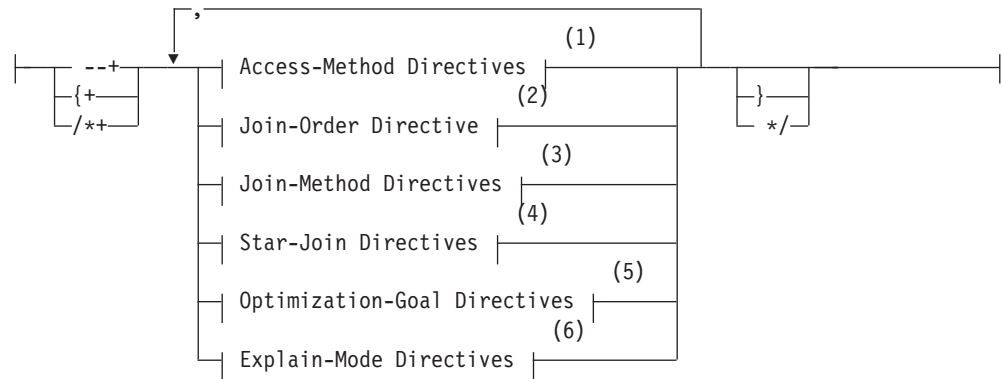 ,
(1)
--+ Access-Method Directives
{+ (2) }
/*+ Join-Order Directive */
(3)
Join-Method Directives
(4)
Star-Join Directives
(5)
Optimization-Goal Directives
(6)
Explain-Mode Directives